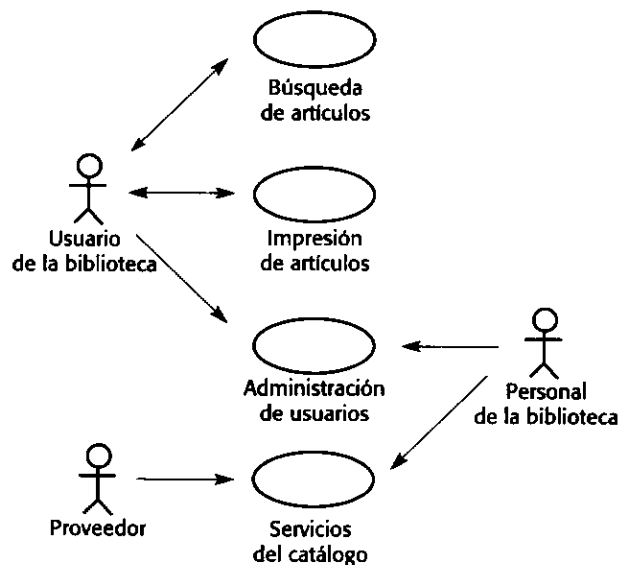 Búsqueda
de artículos
Usuario
de la biblioteca
Impresión
de artículos
Administración
de usuarios
Personal
de la biblioteca
Proveedor
Servicios
del catálogo